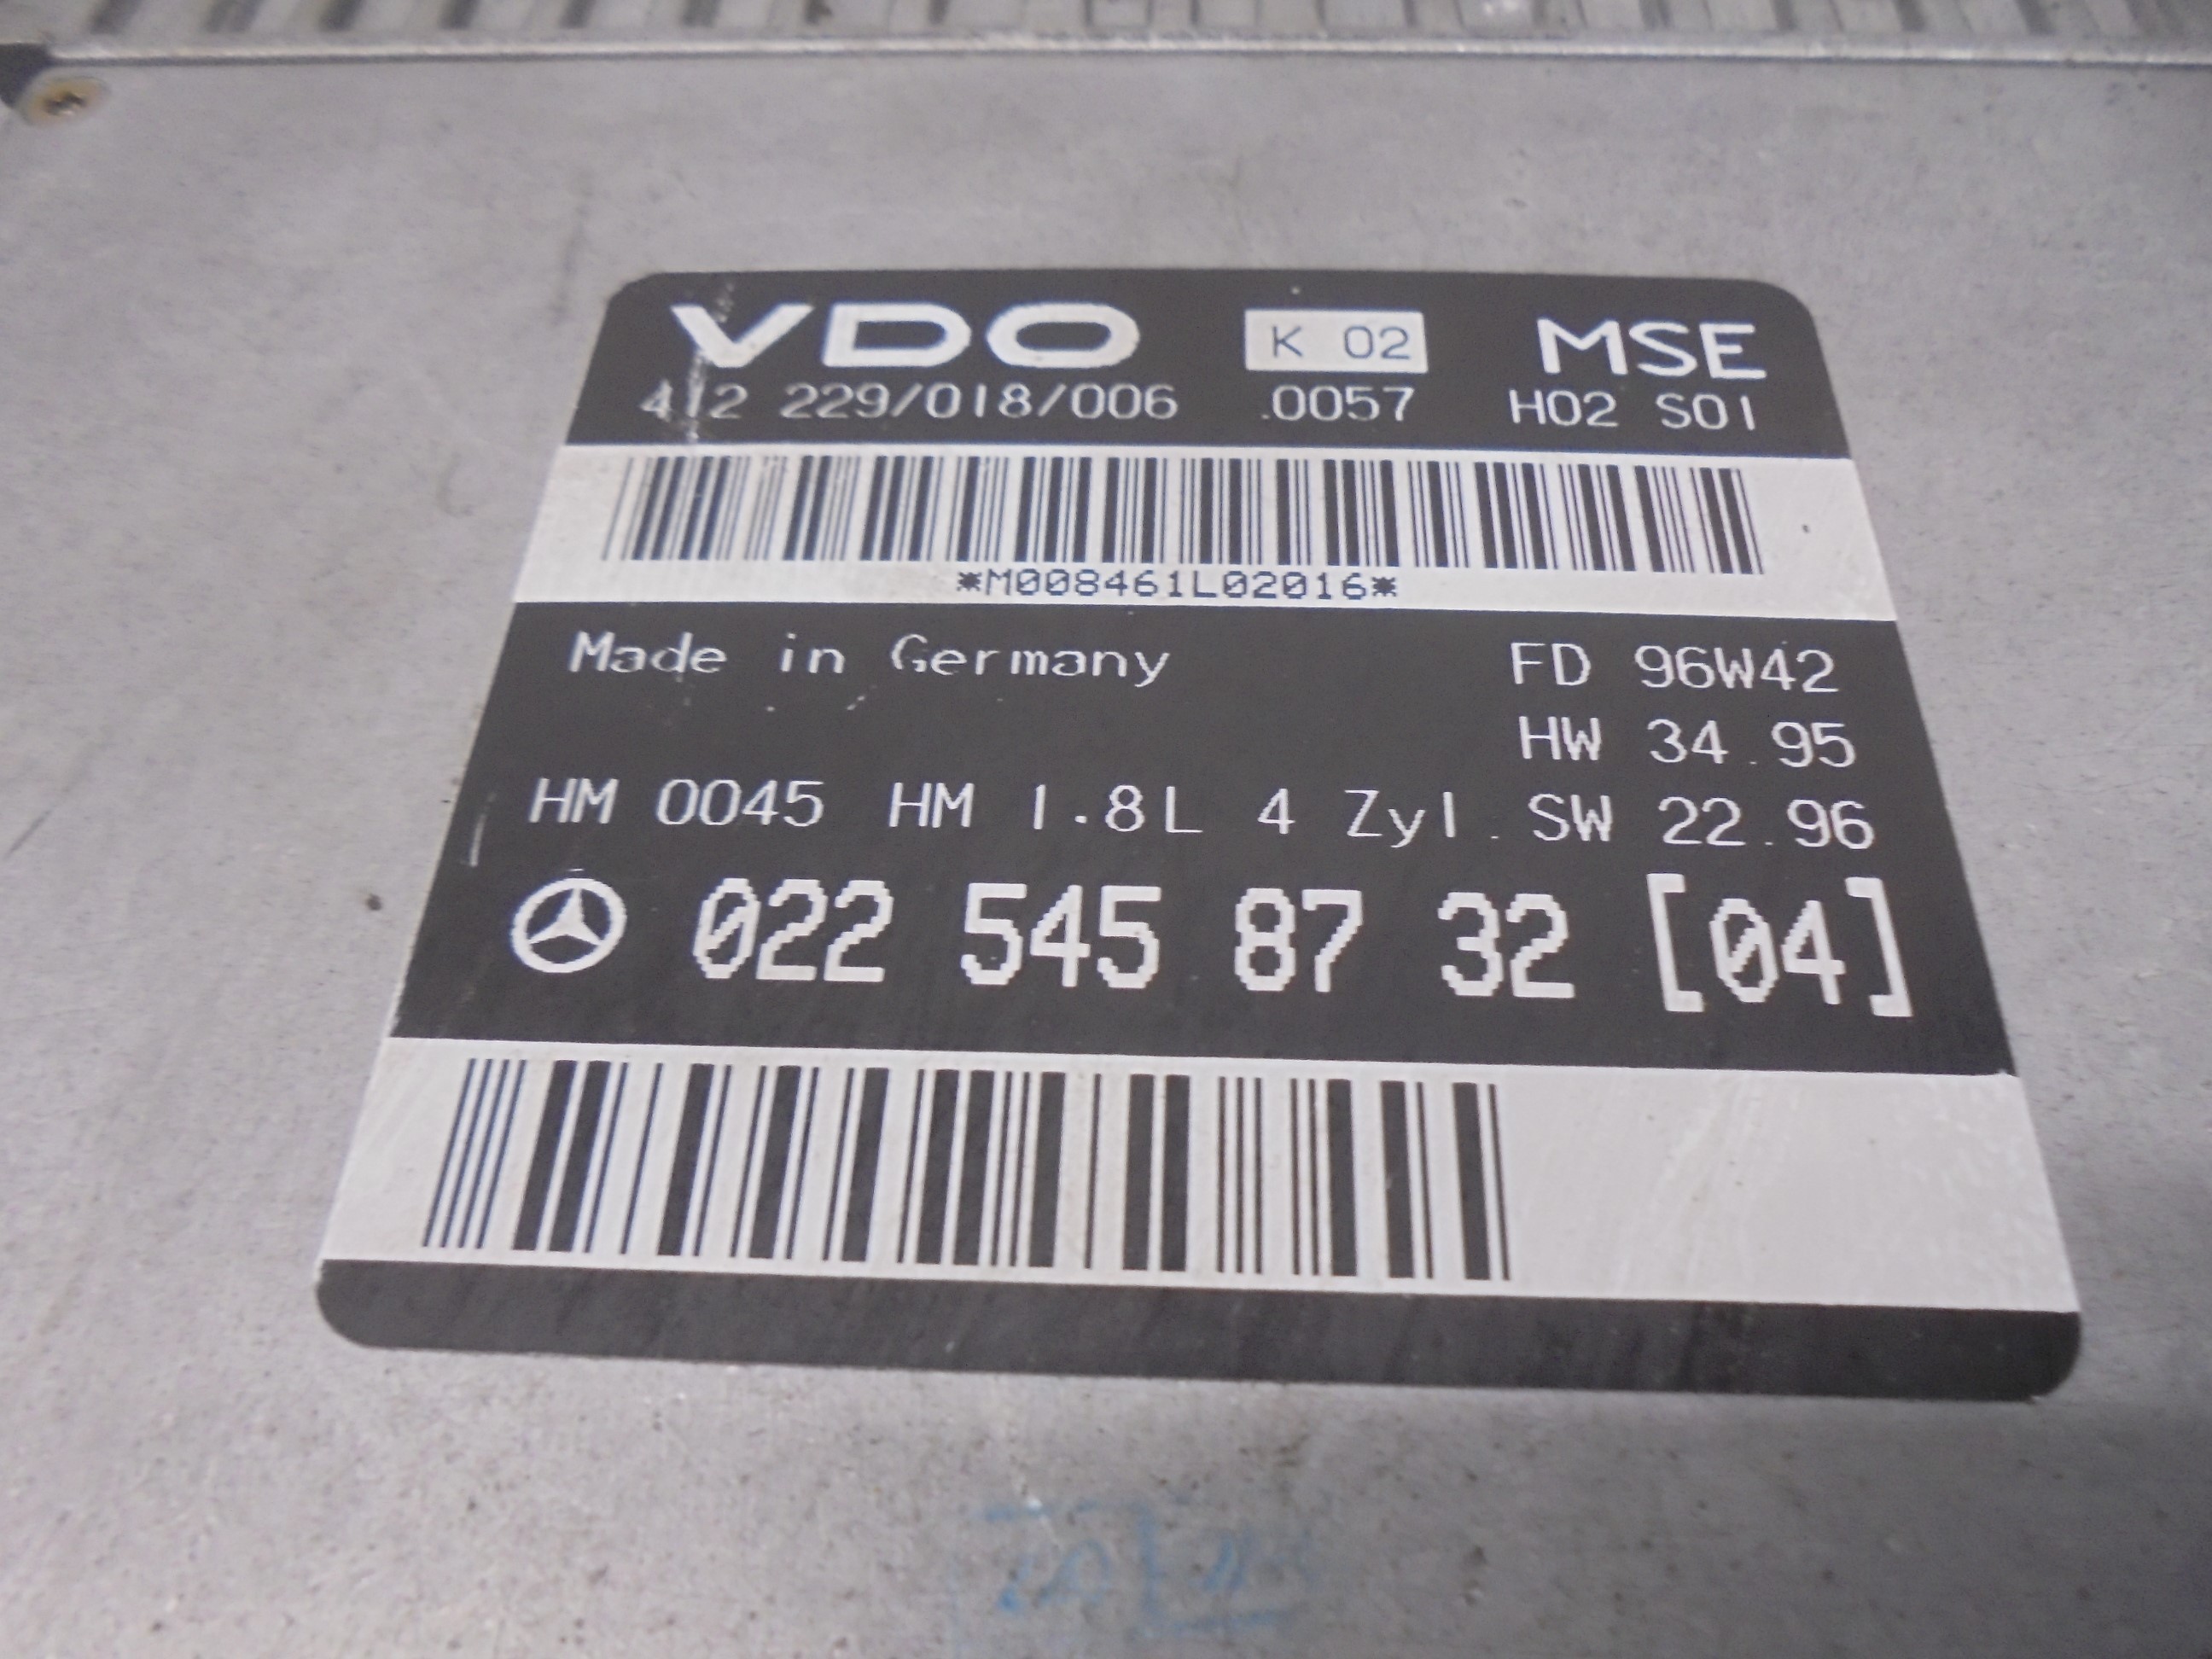 VDO K 02 MSE
412 229/018/006 .0057 H02 S01
*M008461L02016*
Made in Germany FD 96W42
HW 34.95
HM 0045 HM 1.8L 4 Zyl. SW 22.96
022 545 87 32 [04]